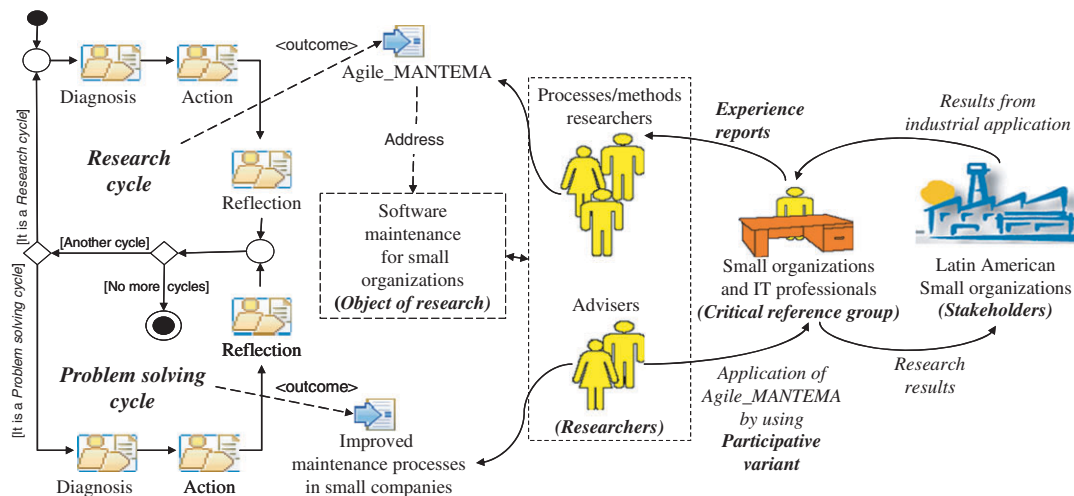 <outcome>
Agile_MANTEMA
Diagnosis
Action
Research
cycle
Address
Reflection
[It is a Research cycle]
[Another cycle]
[No more cycles]
[It is a Problem solving cycle]
Software
maintenance
for small
organizations
(Object of research)
Reflection
Problem solving
cycle
<outcome>
Improved
maintenance processes
in small companies
Diagnosis
Action
Processes/methods
researchers
Advisers
(Researchers)
Experience
reports
Results from
industrial application
Small organizations
and IT professionals
(Critical reference group)
Latin American
Small organizations
(Stakeholders)
Application of
Agile_MANTEMA
by using
Participative
variant
Research
results